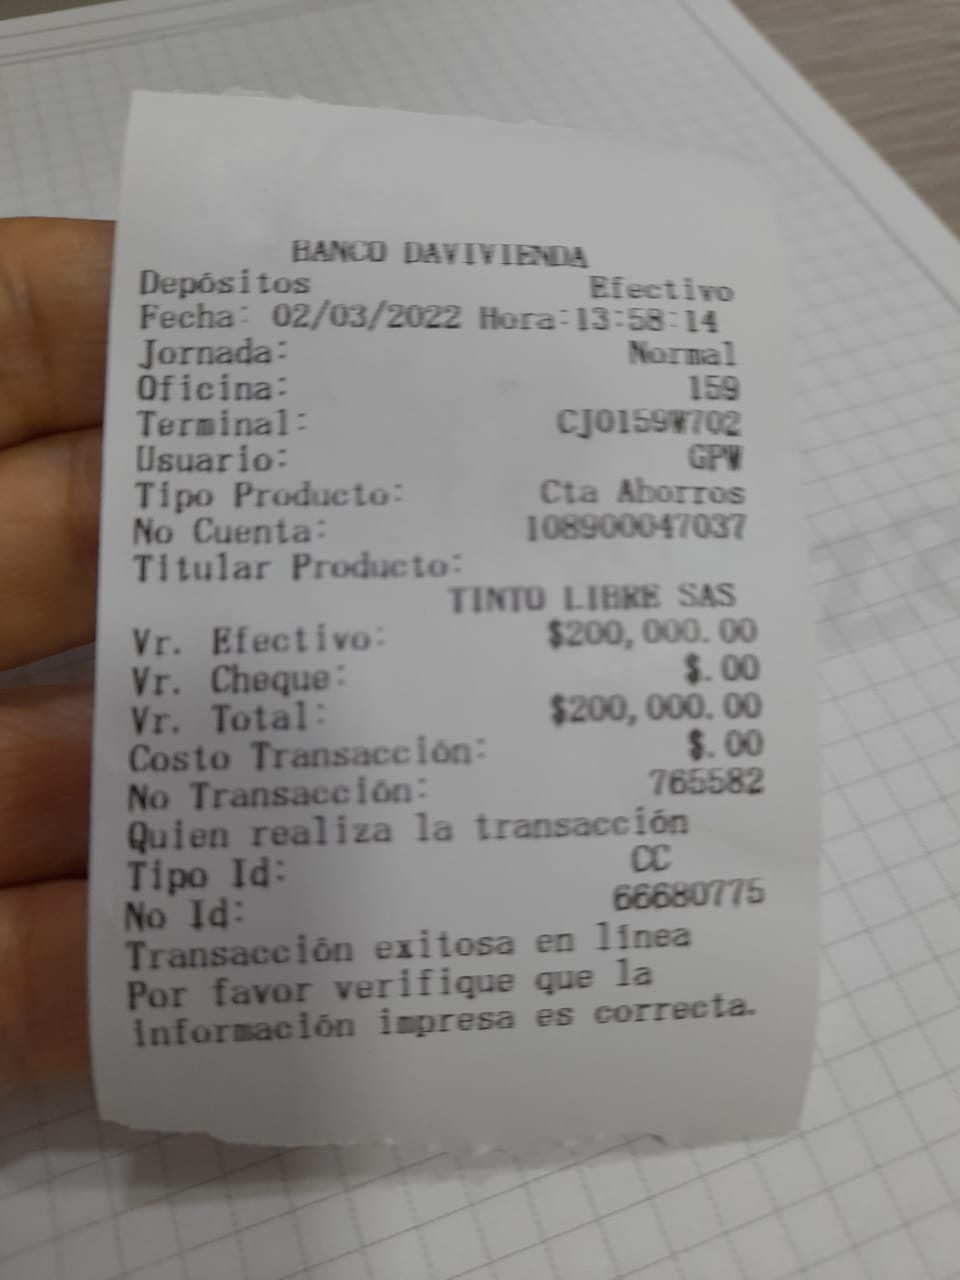 BANCO DAVIVIENDA
Depósitos Efectivo
Fecha: 02/03/2022 Hora:13:58:14
Jornada: Normal
Oficina: 159
Terminal: CJ0159W702
Usuario: GPW
Tipo Producto: Cta Ahorros
No Cuenta: 108900047037
Titular Producto:
TINTO LIBRE SAS
Vr. Efectivo: $200,000.00
Vr. Cheque: $.00
Vr. Total: $200,000.00
Costo Transacción: $.00
No Transacción: 765582
Quien realiza la transacción
Tipo Id: CC
No Id: 66680775
Transacción exitosa en línea
Por favor verifique que la
información impresa es correcta.